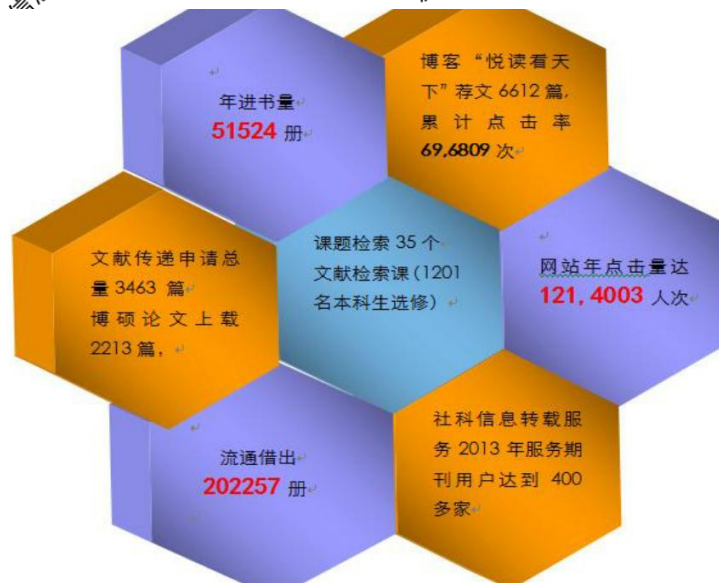 年进书量
51524 册
博客“悦读看天
下”荐文 6612 篇,
累计点击率
69,6809 次
文献传递申请总
量 3463 篇
博硕论文上载
2213 篇,
课题检索 35 个
文献检索课(1201
名本科生选修)
网站年点击量达
121,4003 人次
流通借出
202257 册
社科信息转载服
务 2013 年服务期
刊用户达到 400
多家